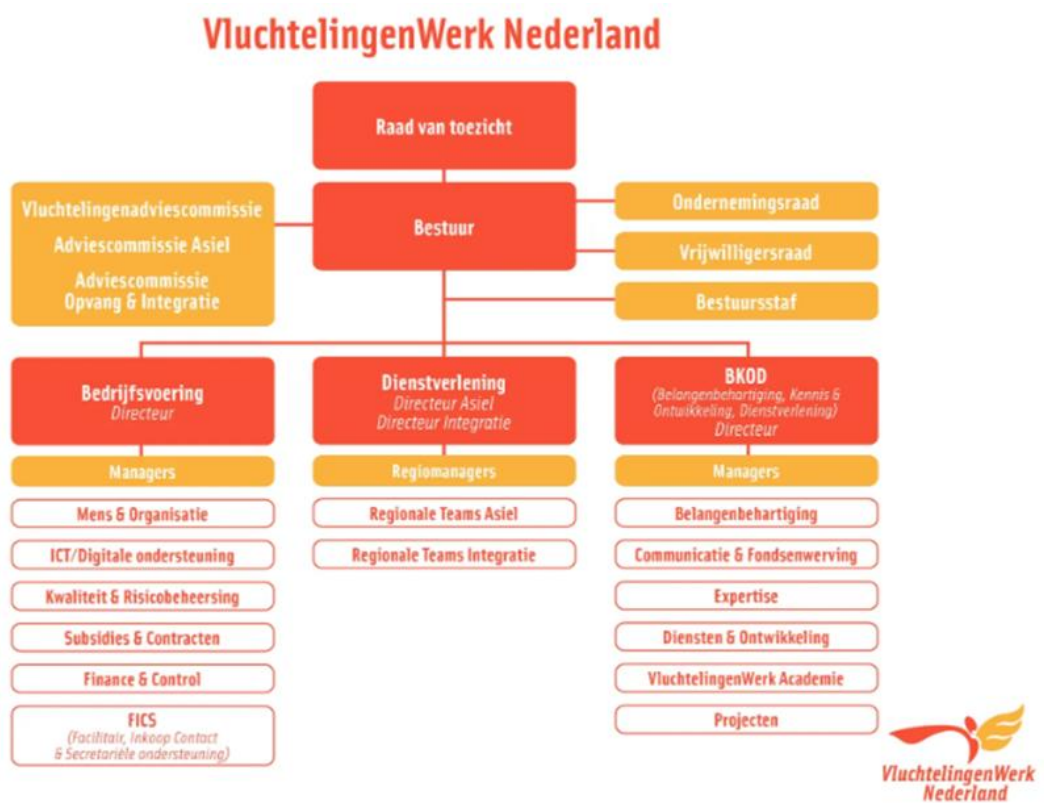 VluchtelingenWerk Nederland
Raad van toezicht
Vluchtelingenadviescommissie
Adviescommissie Asiel
Adviescommissie
Opvang & Integratie
Bestuur
Ondernemingsraad
Vrijwilligersraad
Bestuursstaf
Bedrijfsvoering
Directeur
Managers
Mens & Organisatie
ICT/Digitale ondersteuning
Kwaliteit & Risicobeheersing
Subsidies & Contracten
Finance & Control
FICS
(Facilitair, Inkoop Contact
& Secretariële ondersteuning)
Dienstverlening
Directeur Asiel
Directeur Integratie
Regiomanagers
Regionale Teams Asiel
Regionale Teams Integratie
BKOD
(Belangenbehartiging, Kennis &
Ontwikkeling, Dienstverlening)
Directeur
Managers
Belangenbehartiging
Communicatie & Fondsenwerving
Expertise
Diensten & Ontwikkeling
VluchtelingenWerk Academie
Projecten
VluchtelingenWerk
Nederland